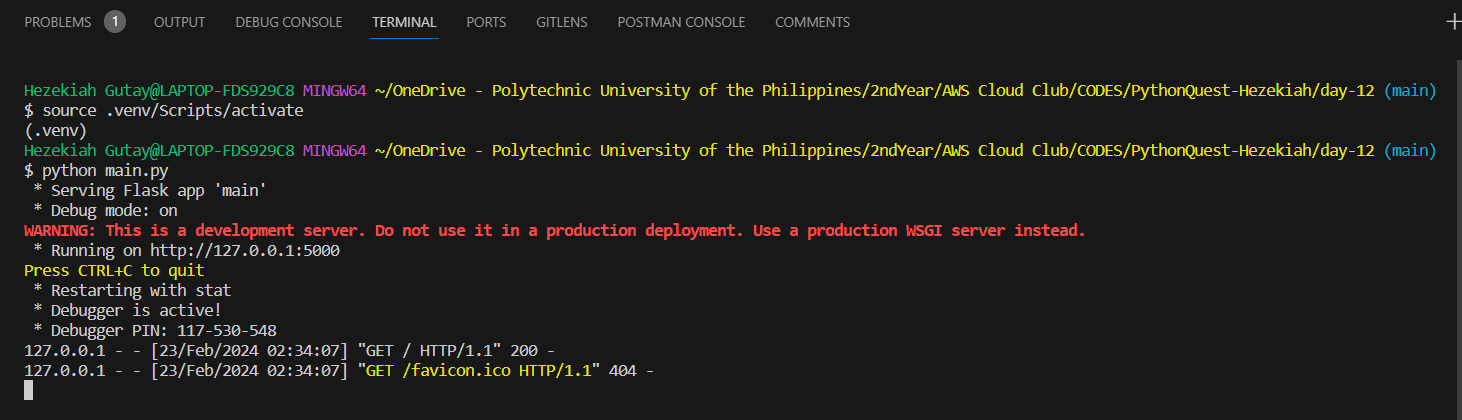 PROBLEMS 1 OUTPUT DEBUG CONSOLE TERMINAL PORTS GITLENS POSTMAN CONSOLE COMMENTS
Hezekiah Gutay@LAPTOP-FDS929C8 MINGW64 ~/OneDrive - Polytechnic University of the Philippines/2ndYear/AWS Cloud Club/CODES/PythonQuest-Hezekiah/day-12 (main)
$ source .venv/Scripts/activate
(.venv)
Hezekiah Gutay@LAPTOP-FDS929C8 MINGW64 ~/OneDrive - Polytechnic University of the Philippines/2ndYear/AWS Cloud Club/CODES/PythonQuest-Hezekiah/day-12 (main)
$ python main.py
 * Serving Flask app 'main'
 * Debug mode: on
WARNING: This is a development server. Do not use it in a production deployment. Use a production WSGI server instead.
 * Running on http://127.0.0.1:5000
Press CTRL+C to quit
 * Restarting with stat
 * Debugger is active!
 * Debugger PIN: 117-530-548
127.0.0.1 - - [23/Feb/2024 02:34:07] "GET / HTTP/1.1" 200 -
127.0.0.1 - - [23/Feb/2024 02:34:07] "GET /favicon.ico HTTP/1.1" 404 -